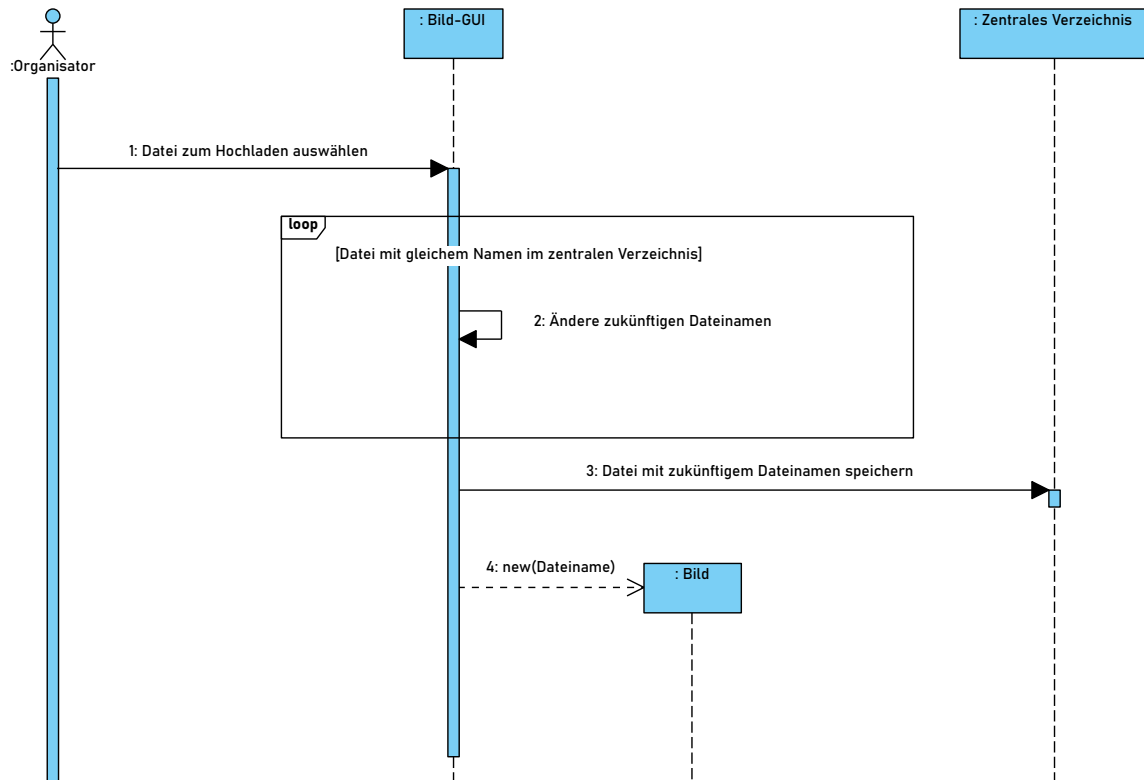 : Bild-GUI
: Zentrales Verzeichnis
:Organisator
1: Datei zum Hochladen auswählen
loop
[Datei mit gleichem Namen im zentralen Verzeichnis]
2: Ändere zukünftigen Dateinamen
3: Datei mit zukünftigem Dateinamen speichern
4: new(Dateiname)
: Bild